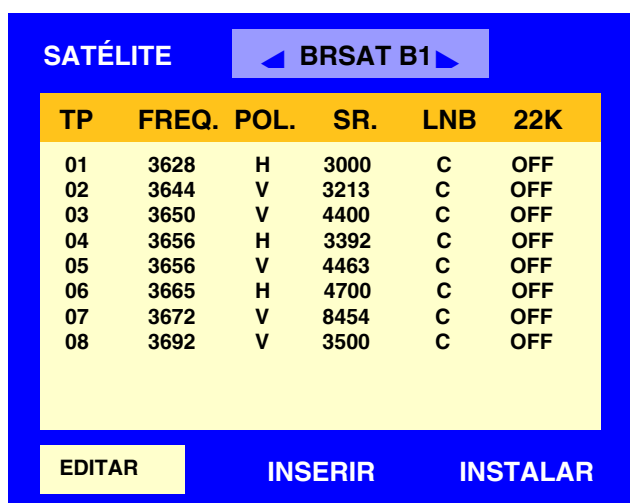 SATÉLITE BRSAT B1
TP FREQ. POL. SR. LNB 22K
01 3628 H 3000 C OFF
02 3644 V 3213 C OFF
03 3650 V 4400 C OFF
04 3656 H 3392 C OFF
05 3656 V 4463 C OFF
06 3665 H 4700 C OFF
07 3672 V 8454 C OFF
08 3692 V 3500 C OFF
EDITAR INSERIR INSTALAR